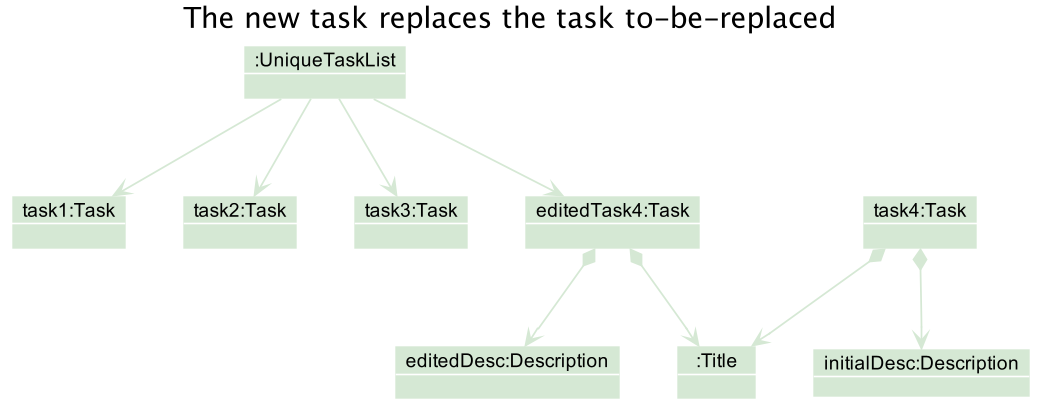 The new task replaces the task to-be-replaced
:UniqueTaskList
task1:Task
task2:Task
task3:Task
editedTask4:Task
task4:Task
editedDesc:Description
:Title
initialDesc:Description